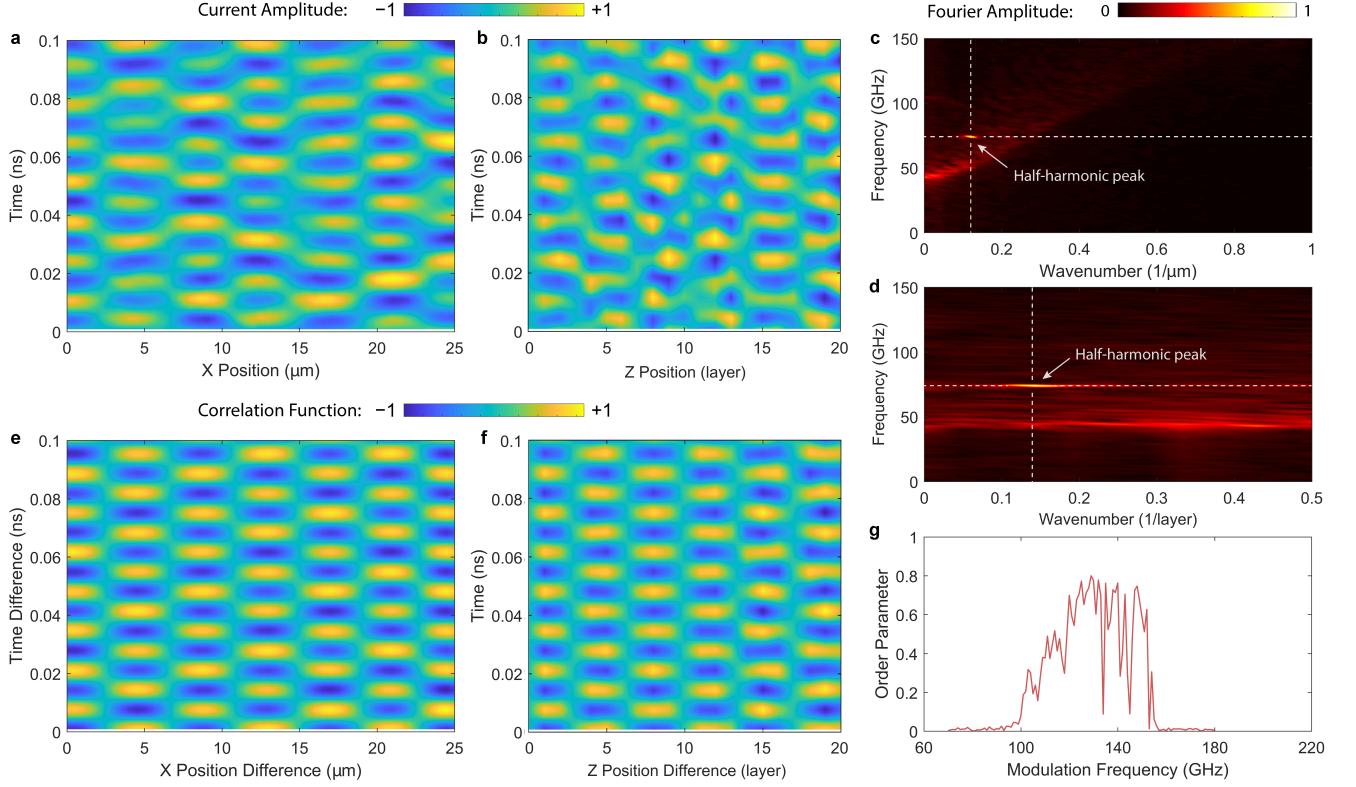 Current Amplitude: −1 +1
Fourier Amplitude: 0 1
a
0.1
0.08
0.06
0.04
0.02
0
Time (ns)
0 5 10 15 20 25
X Position (µm)
b
0.1
0.08
0.06
0.04
0.02
0
Time (ns)
0 5 10 15 20
Z Position (layer)
c
150
100
50
0
Frequency (GHz)
Half-harmonic peak
0 0.2 0.4 0.6 0.8 1
Wavenumber (1/µm)
d
150
100
50
0
Frequency (GHz)
Half-harmonic peak
0 0.1 0.2 0.3 0.4 0.5
Wavenumber (1/layer)
Correlation Function: −1 +1
e
0.1
0.08
0.06
0.04
0.02
0
Time Difference (ns)
0 5 10 15 20 25
X Position Difference (µm)
f
0.1
0.08
0.06
0.04
0.02
0
Time (ns)
0 5 10 15 20
Z Position Difference (layer)
g
1
0.8
0.6
0.4
0.2
0
Order Parameter
60 100 140 180 220
Modulation Frequency (GHz)